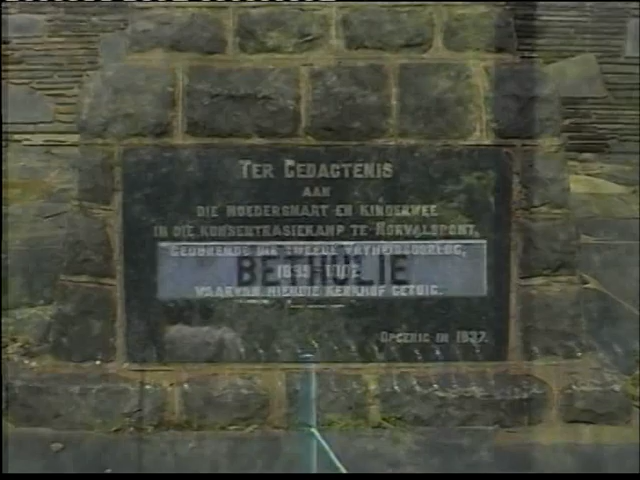 TER GEDAGTENIS
AAN
DIE MOEDERSMART EN KINDERWEE
IN DIE KONSENTRASIEKAMP TE NORVALSPONT,
GEDURENDE DIE TWEEDE VRYHEIDSOORLOG,
BETHULIE
1899 1902
WAARVAN HIERDIE KERKHOF GETUIG.
OPGERIG IN 1937.